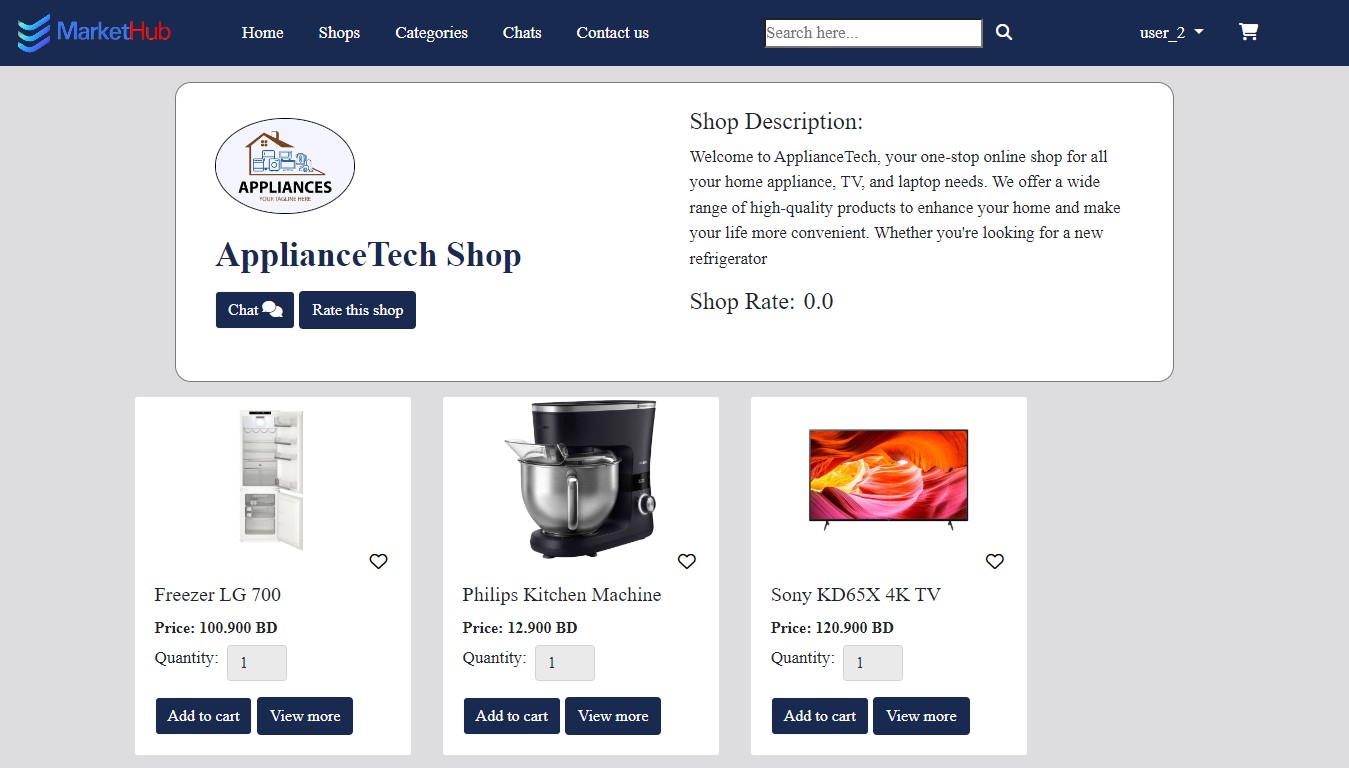 MarketHub
Home
Shops
Categories
Chats
Contact us
Search here...
user_2
APPLIANCES
YOUR TAGLINE HERE
ApplianceTech Shop
Chat
Rate this shop
Shop Description:
Welcome to ApplianceTech, your one-stop online shop for all
your home appliance, TV, and laptop needs. We offer a wide
range of high-quality products to enhance your home and make
your life more convenient. Whether you're looking for a new
refrigerator
Shop Rate: 0.0
Freezer LG 700
Price: 100.900 BD
Quantity: 1
Add to cart
View more
Philips Kitchen Machine
Price: 12.900 BD
Quantity: 1
Add to cart
View more
Sony KD65X 4K TV
Price: 120.900 BD
Quantity: 1
Add to cart
View more